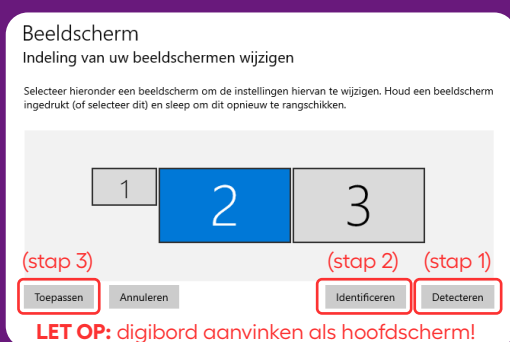 Beeldscherm
Indeling van uw beeldschermen wijzigen
Selecteer hieronder een beeldscherm om de instellingen hiervan te wijzigen. Houd een beeldscherm
ingedrukt (of selecteer dit) en sleep om dit opnieuw te rangschikken.
1 2 3
(stap 3) (stap 2) (stap 1)
Toepassen Annuleren Identificeren Detecteren
LET OP: digibord aanvinken als hoofdscherm!